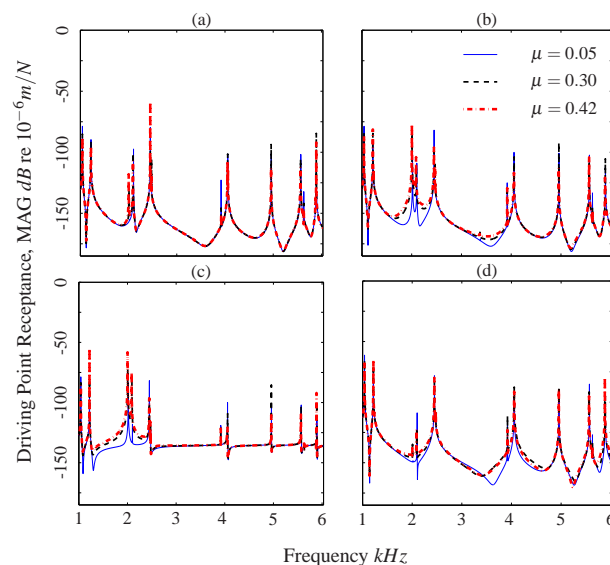 (a)
(b)
0
-50
-100
-150
μ = 0.05
μ = 0.30
μ = 0.42
Driving Point Receptance, MAG dB re 10⁻⁶m/N
(c)
(d)
0
-50
-100
-150
1 2 3 4 5 6
1 2 3 4 5 6
Frequency kHz